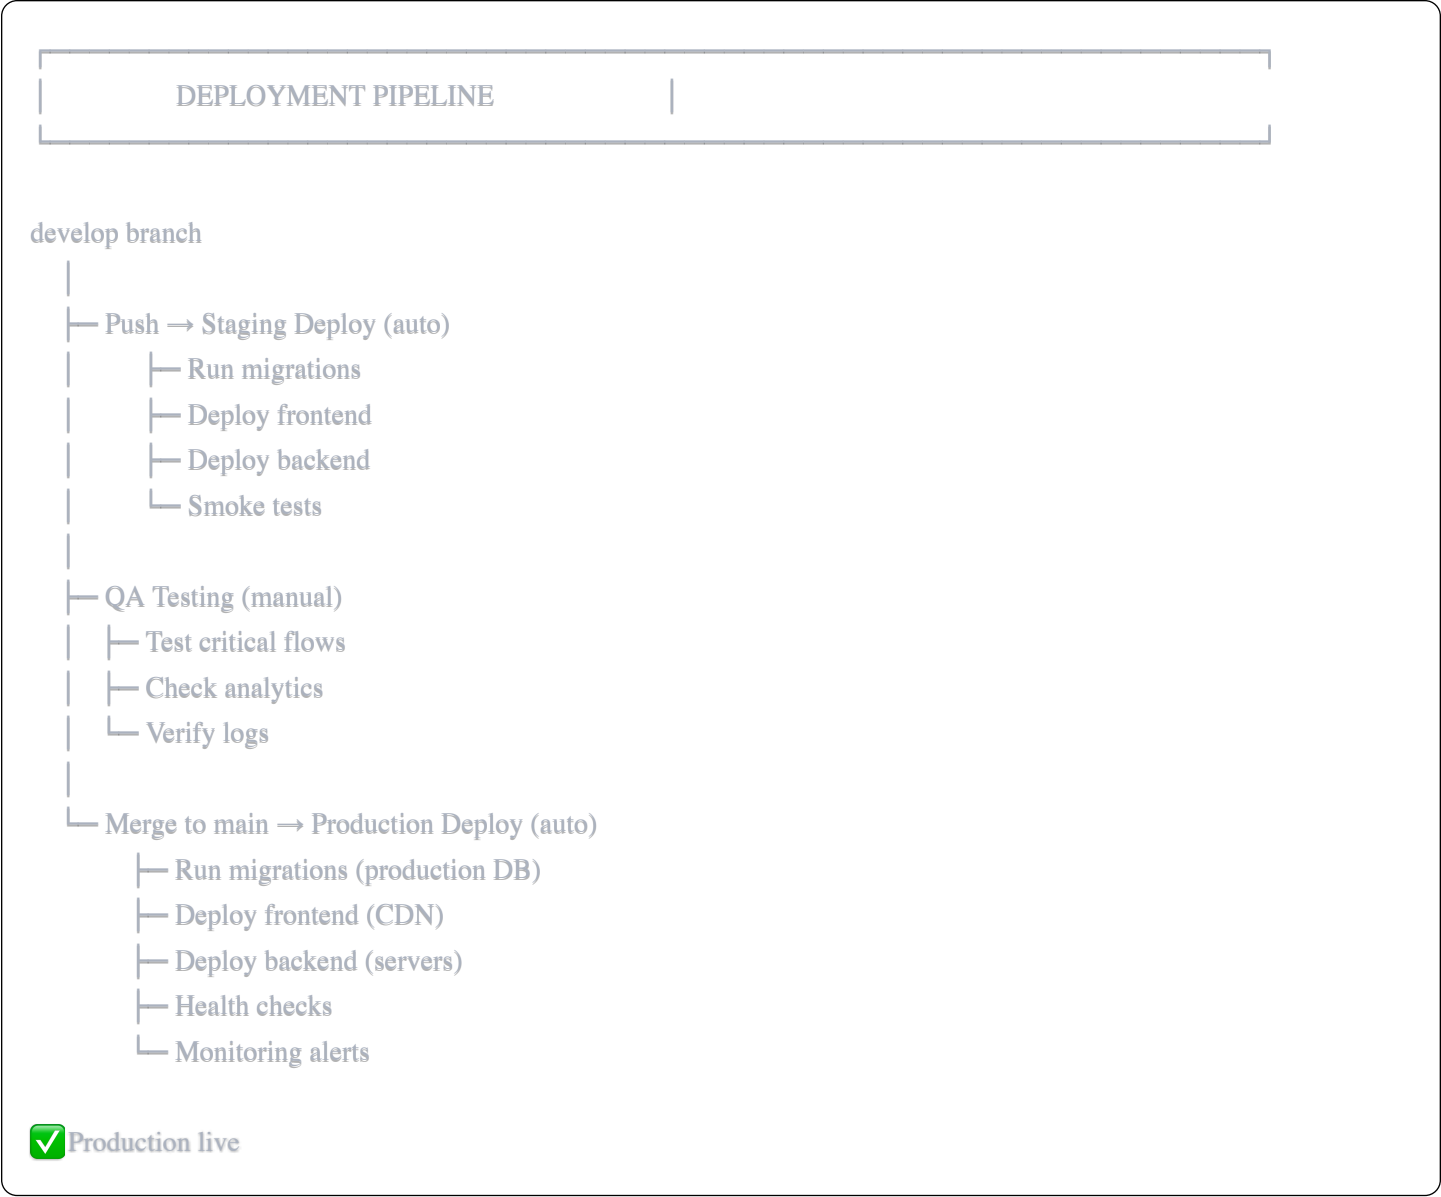 DEPLOYMENT PIPELINE
develop branch
│
├─ Push → Staging Deploy (auto)
│ ├─ Run migrations
│ ├─ Deploy frontend
│ ├─ Deploy backend
│ └─ Smoke tests
│
├─ QA Testing (manual)
│ ├─ Test critical flows
│ ├─ Check analytics
│ └─ Verify logs
│
└─ Merge to main → Production Deploy (auto)
├─ Run migrations (production DB)
├─ Deploy frontend (CDN)
├─ Deploy backend (servers)
├─ Health checks
└─ Monitoring alerts
✅ Production live